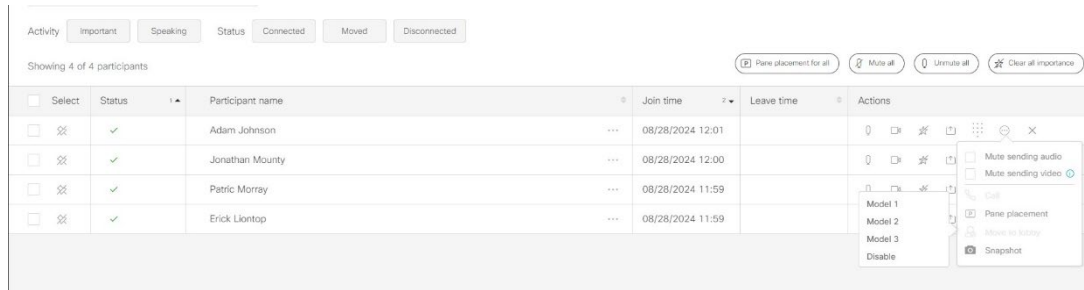 Activity Important Speaking Status Connected Moved Disconnected
Showing 4 of 4 participants
P Pane placement for all Mute all Unmute all Clear all importance
Select Status 1 Participant name Join time 2 Leave time Actions
Adam Johnson ... 08/28/2024 12:01
Jonathan Mounty ... 08/28/2024 12:00
Patric Morray ... 08/28/2024 11:59
Erick Liontop ... 08/28/2024 11:59
Mute sending audio
Mute sending video
Call
P Pane placement
Move to lobby
Snapshot
Model 1
Model 2
Model 3
Disable